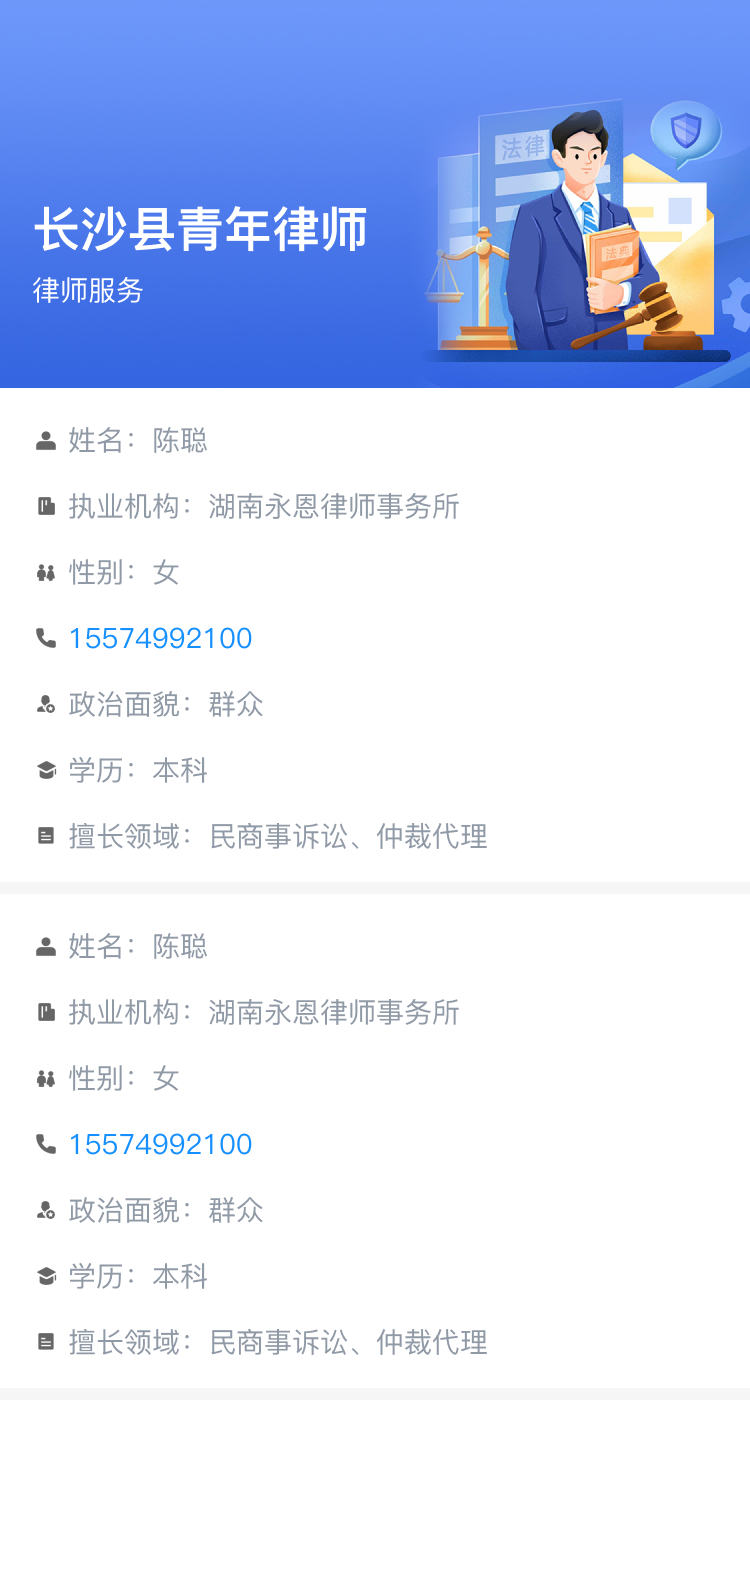 法律
长沙县青年律师
法典
律师服务
姓名：陈聪
执业机构：湖南永恩律师事务所
性别：女
15574992100
政治面貌：群众
学历：本科
擅长领域：民商事诉讼、仲裁代理
姓名：陈聪
执业机构：湖南永恩律师事务所
性别：女
15574992100
政治面貌：群众
学历：本科
擅长领域：民商事诉讼、仲裁代理